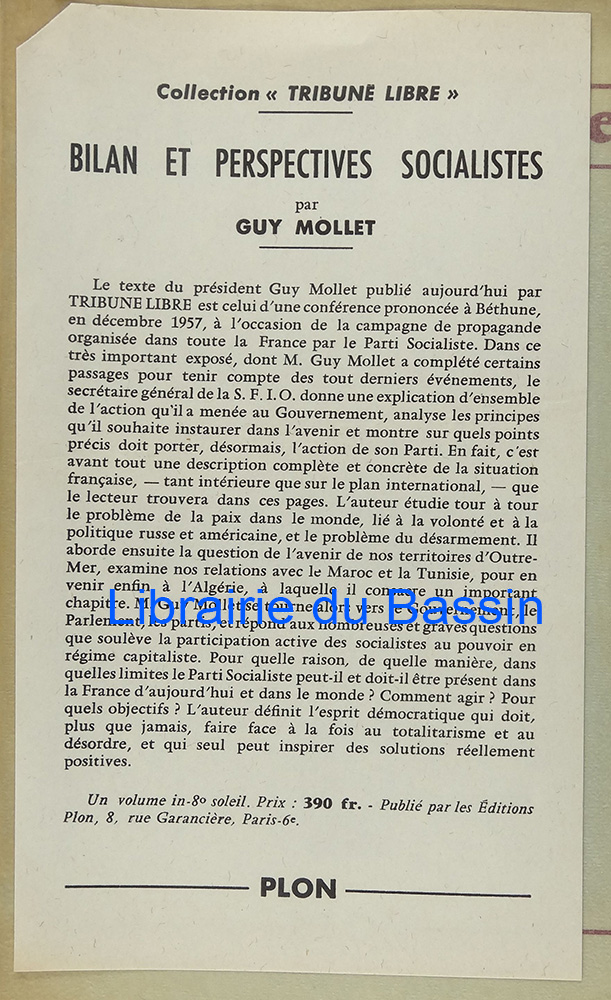 Collection « TRIBUNE LIBRE »
BILAN ET PERSPECTIVES SOCIALISTES
par
GUY MOLLET
Le texte du président Guy Mollet publié aujourd'hui par
TRIBUNE LIBRE est celui d'une conférence prononcée à Béthune,
en décembre 1957, à l'occasion de la campagne de propagande
organisée dans toute la France par le Parti Socialiste. Dans ce
très important exposé, dont M. Guy Mollet a complété certains
passages pour tenir compte des tout derniers événements, le
secrétaire général de la S. F. I. O. donne une explication d'ensemble
de l'action qu'il a menée au Gouvernement, analyse les principes
qu'il souhaite instaurer dans l'avenir et montre sur quels points
précis doit porter, désormais, l'action de son Parti. En fait, c'est
avant tout une description complète et concrète de la situation
française, — tant intérieure que sur le plan international, — que
le lecteur trouvera dans ces pages. L'auteur étudie tour à tour
le problème de la paix dans le monde, lié à la volonté et à la
politique russe et américaine, et le problème du désarmement. Il
aborde ensuite la question de l'avenir de nos territoires d'Outre-
Mer, examine nos relations avec le Maroc et la Tunisie, pour en
venir enfin à l'Algérie, à laquelle il consacre un important
chapitre. M. Guy Mollet se tourne alors vers le Gouvernement, le
Parlement, les partis, et répond aux nombreuses et graves questions
que soulève la participation active des socialistes au pouvoir en
régime capitaliste. Pour quelle raison, de quelle manière, dans
quelles limites le Parti Socialiste peut-il et doit-il être présent dans
la France d'aujourd'hui et dans le monde ? Comment agir ? Pour
quels objectifs ? L'auteur définit l'esprit démocratique qui doit,
plus que jamais, faire face à la fois au totalitarisme et au
désordre, et qui seul peut inspirer des solutions réellement
positives.
Un volume in-8º soleil. Prix : 390 fr. - Publié par les Éditions
Plon, 8, rue Garancière, Paris-6e.
PLON
Librairie du Bassin